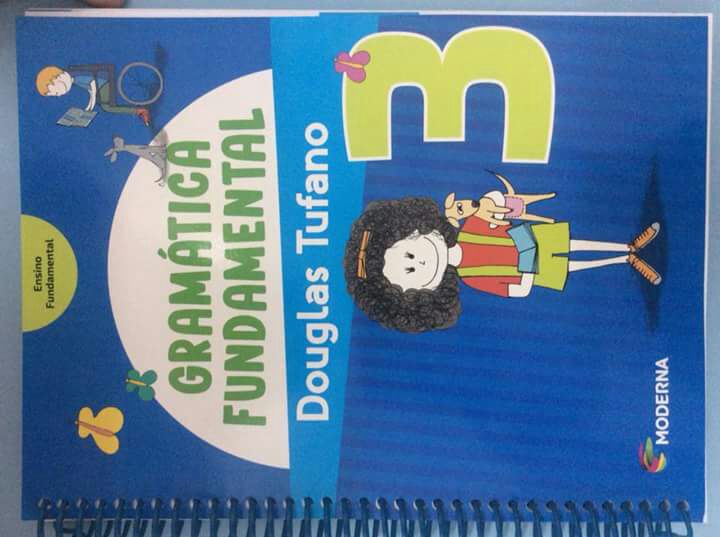 Ensino
Fundamental
GRAMÁTICA
FUNDAMENTAL
Douglas Tufano
3
MODERNA